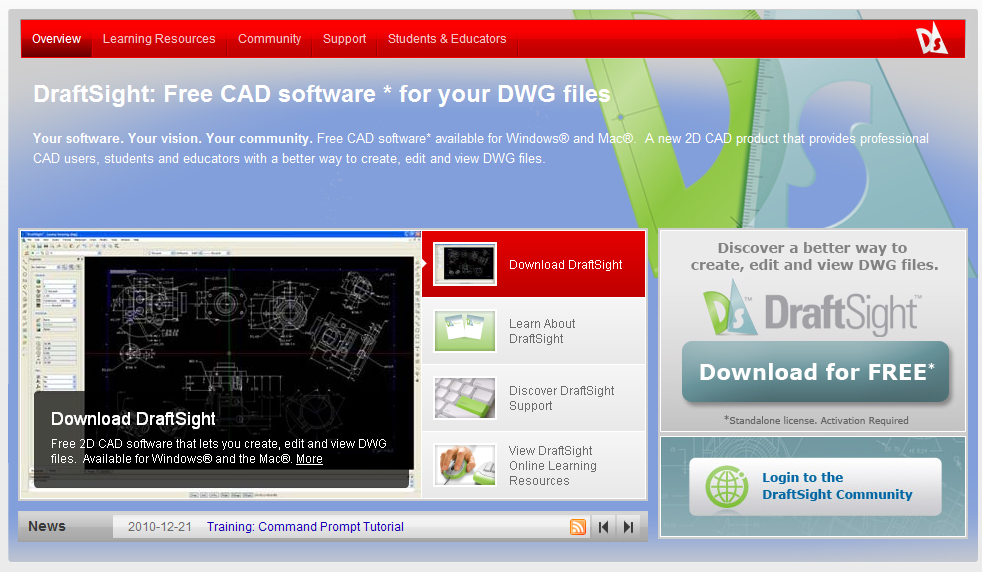 Overview Learning Resources Community Support Students & Educators
DS
DraftSight: Free CAD software * for your DWG files
Your software. Your vision. Your community. Free CAD software* available for Windows® and Mac®. A new 2D CAD product that provides professional
CAD users, students and educators with a better way to create, edit and view DWG files.
Download DraftSight
Free 2D CAD software that lets you create, edit and view DWG
files. Available for Windows® and the Mac®. More
Download DraftSight
Learn About
DraftSight
Discover DraftSight
Support
View DraftSight
Online Learning
Resources
Discover a better way to
create, edit and view DWG files.
DS™ DraftSight™
Download for FREE*
*Standalone license. Activation Required
Login to the
DraftSight Community
News 2010-12-21 Training: Command Prompt Tutorial